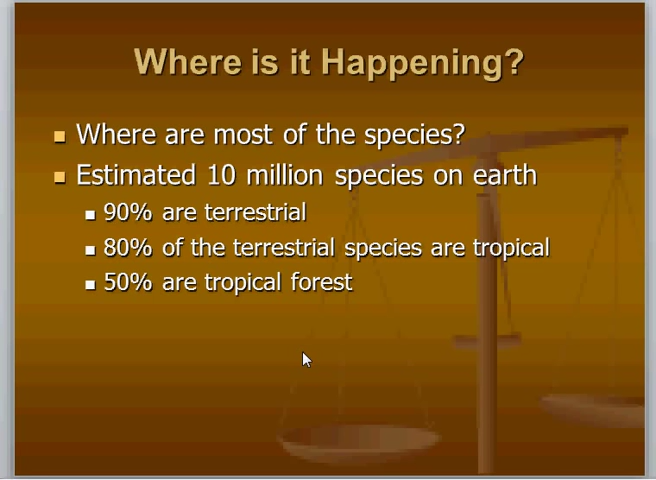 Where is it Happening?
Where are most of the species?
Estimated 10 million species on earth
90% are terrestrial
80% of the terrestrial species are tropical
50% are tropical forest